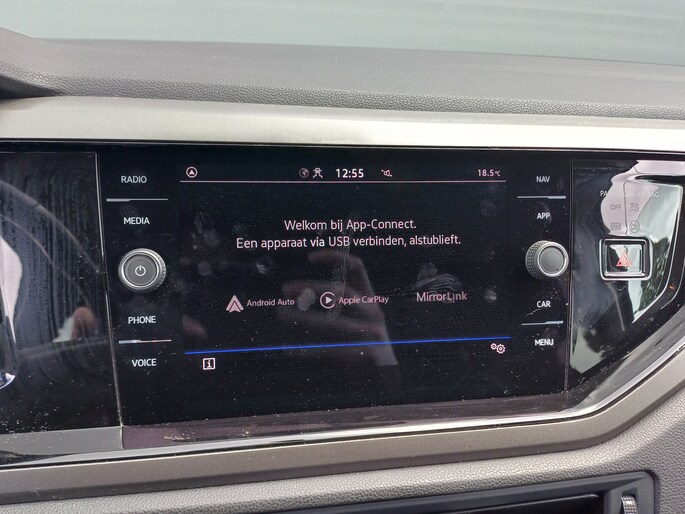 RADIO
12:55
18.5°C
NAV
MEDIA
APP
Welkom bij App-Connect.
Een apparaat via USB verbinden, alstublieft.
OFF
Android Auto
Apple CarPlay
MirrorLink
PHONE
CAR
VOICE
MENU